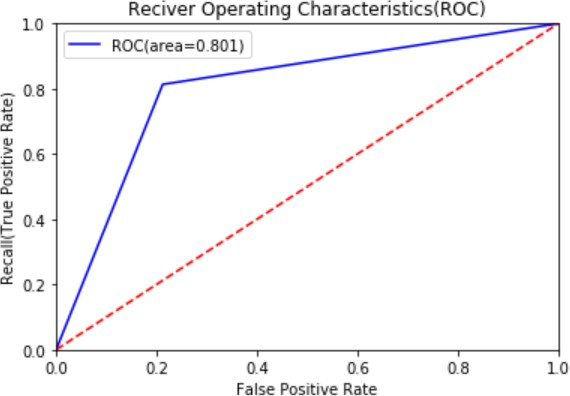 Reciver Operating Characteristics(ROC)
ROC(area=0.801)
1.0
0.8
0.6
0.4
0.2
0.0
Recall(True Positive Rate)
0.0 0.2 0.4 0.6 0.8 1.0
False Positive Rate